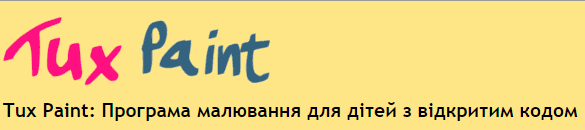 Tux Paint
Tux Paint: Програма малювання для дітей з відкритим кодом